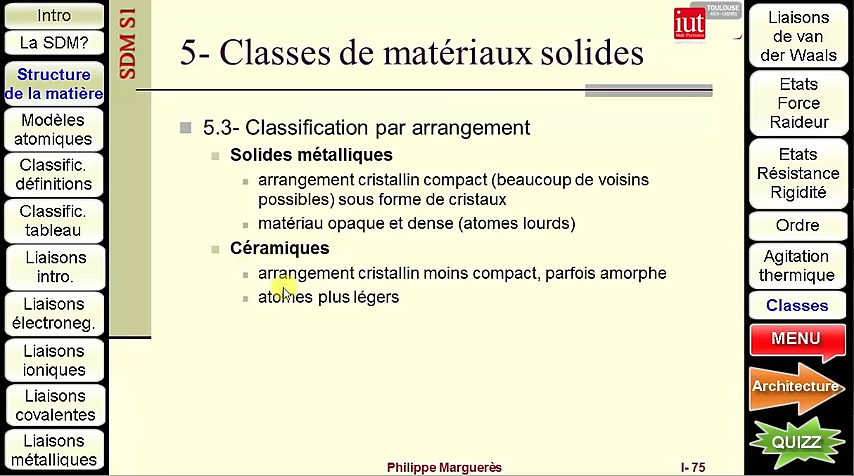 Intro
La SDM?
Structure
de la matière
Modèles
atomiques
Classific.
définitions
Classific.
tableau
Liaisons
intro.
Liaisons
électroneg.
Liaisons
ioniques
Liaisons
covalentes
Liaisons
métalliques
SDM S1
iut
TOULOUSE
5- Classes de matériaux solides
5.3- Classification par arrangement
Solides métalliques
arrangement cristallin compact (beaucoup de voisins
possibles) sous forme de cristaux
matériau opaque et dense (atomes lourds)
Céramiques
arrangement cristallin moins compact, parfois amorphe
atomes plus légers
Philippe Marguerès
I- 75
Liaisons
de van
der Waals
Etats
Force
Raideur
Etats
Résistance
Rigidité
Ordre
Agitation
thermique
Classes
MENU
Architecture
QUIZZ